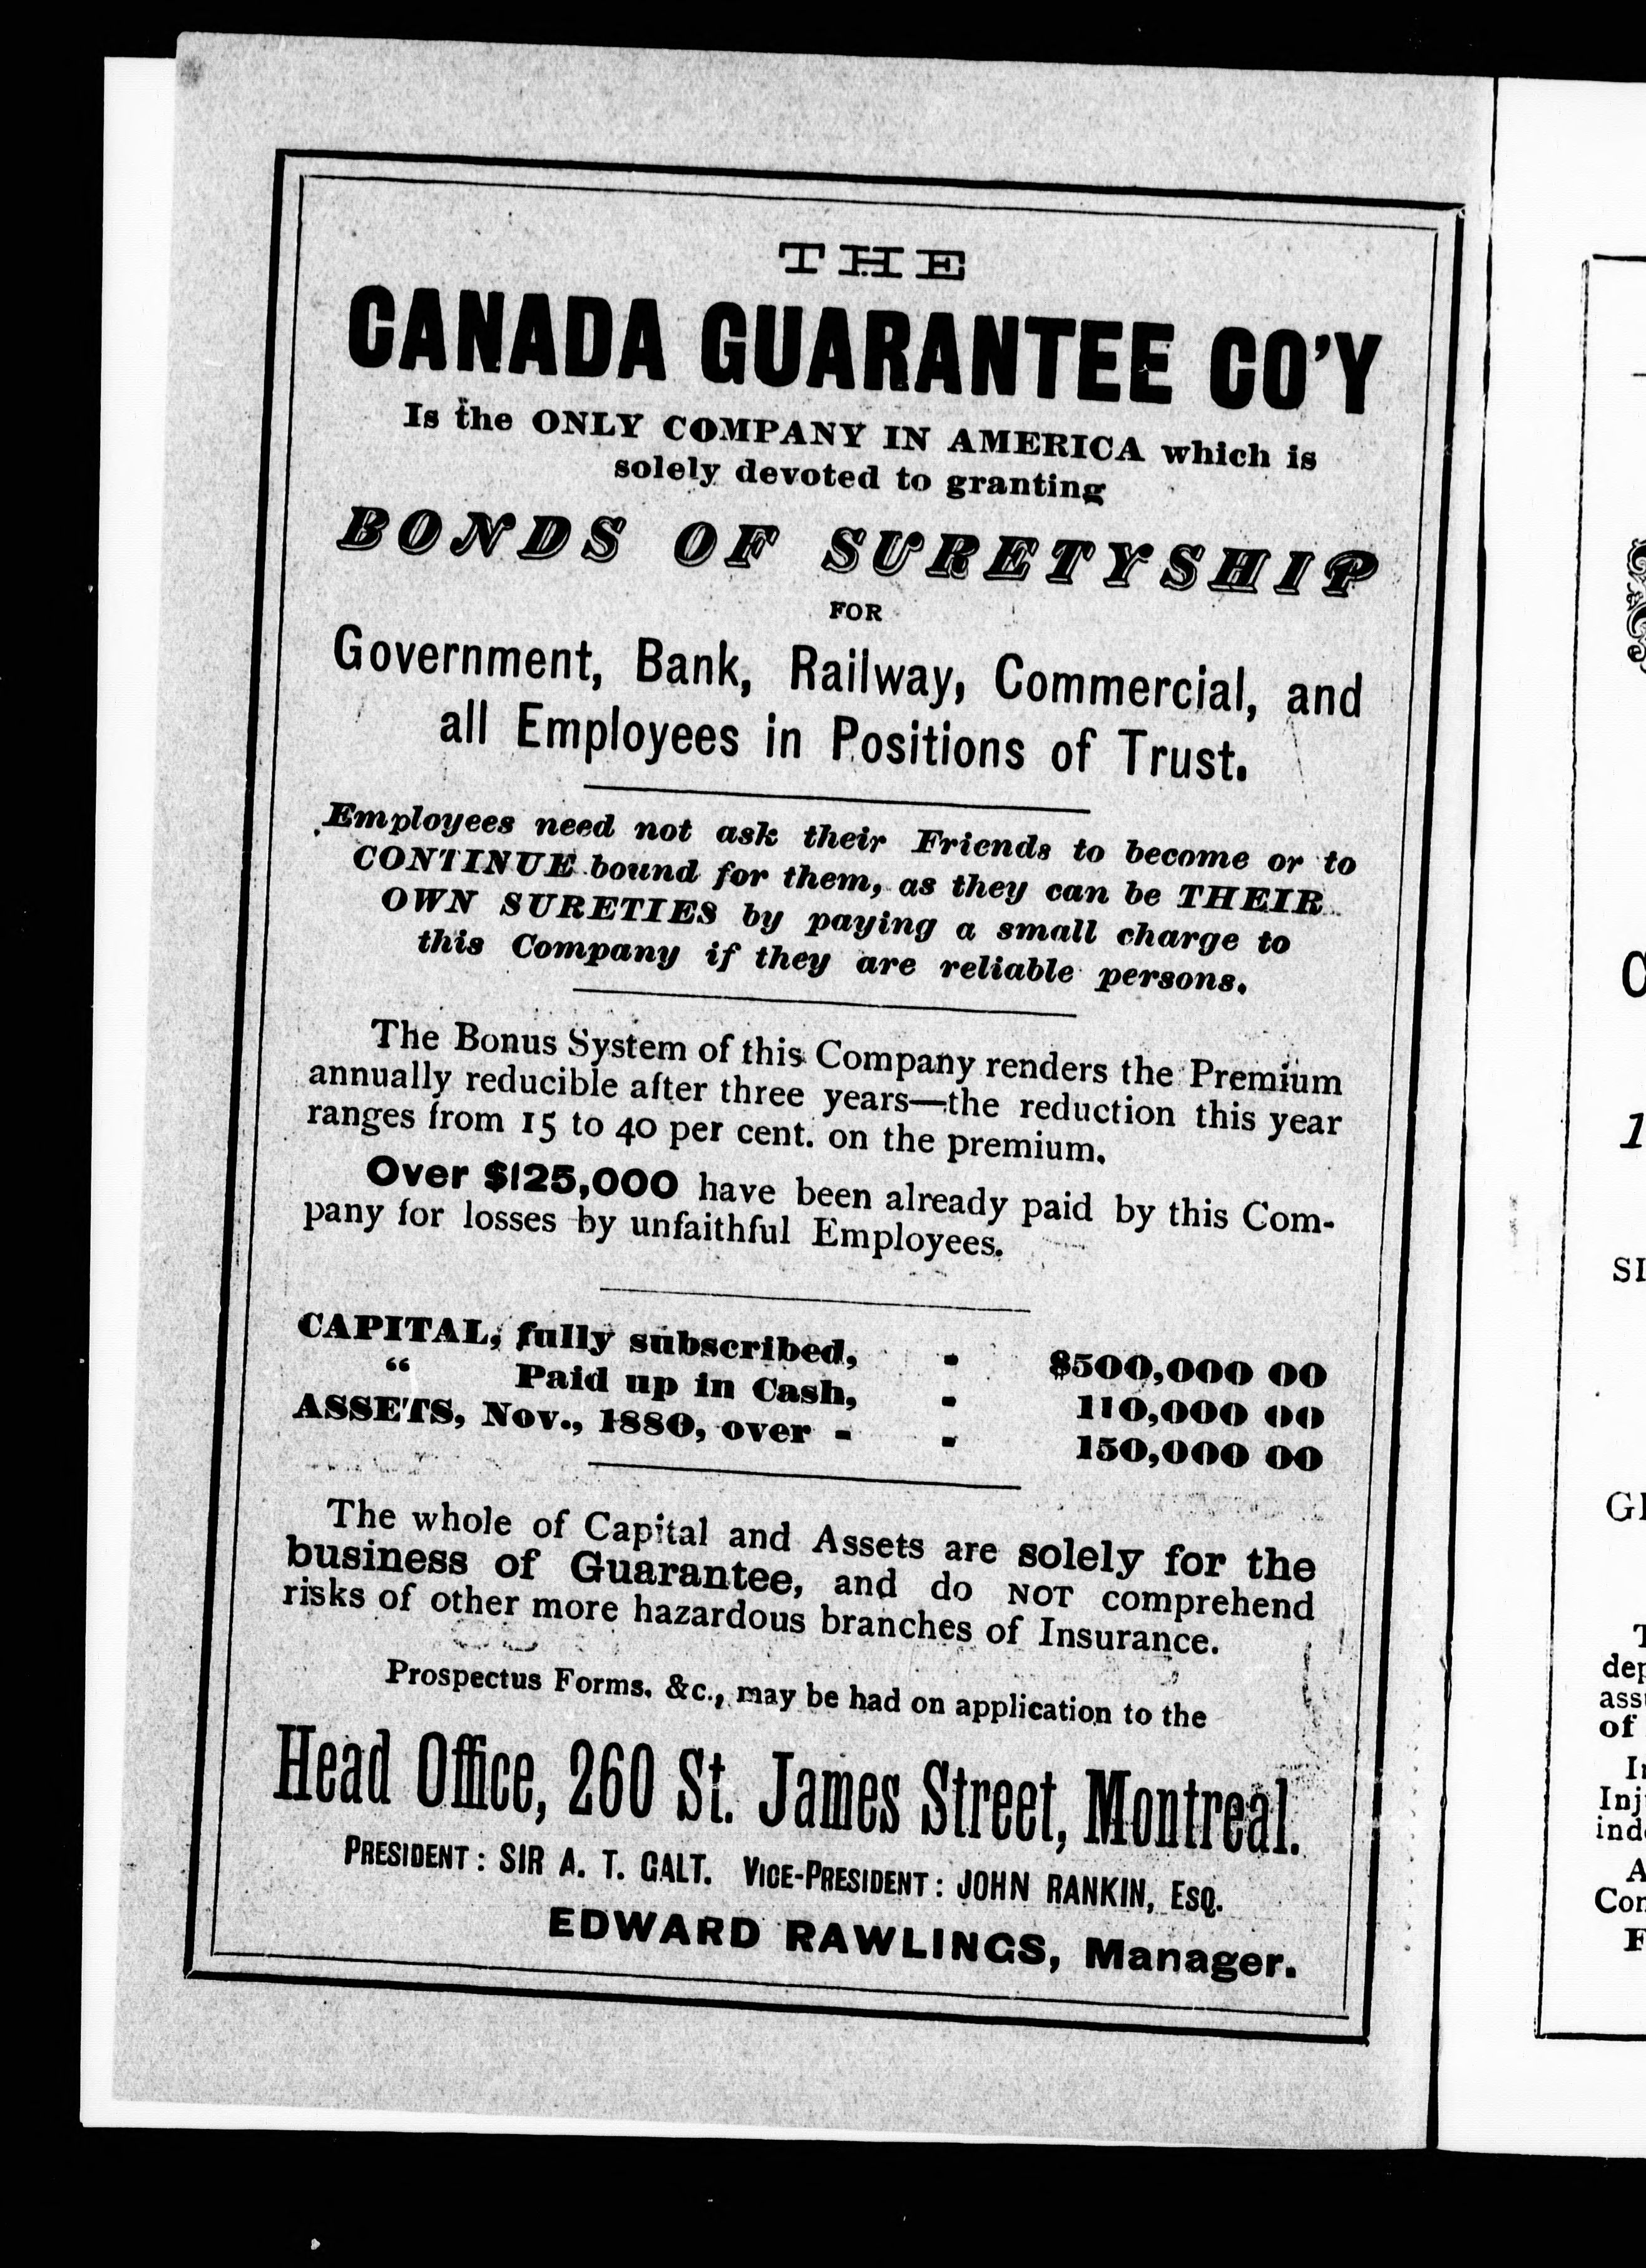 THE
CANADA GUARANTEE CO'Y
Is the ONLY COMPANY IN AMERICA which is
solely devoted to granting
BONDS OF SURETYSHIP
FOR
Government, Bank, Railway, Commercial, and
all Employees in Positions of Trust.
Employees need not ask their Friends to become or to
CONTINUE bound for them, as they can be THEIR
OWN SURETIES by paying a small charge to
this Company if they are reliable persons.
The Bonus System of this Company renders the Premium
annually reducible after three years—the reduction this year
ranges from 15 to 40 per cent. on the premium.
Over $125,000 have been already paid by this Com-
pany for losses by unfaithful Employees.
CAPITAL, fully subscribed, - $500,000 00
" Paid up in Cash, - 110,000 00
ASSETS, Nov., 1880, over - - 150,000 00
The whole of Capital and Assets are solely for the
business of Guarantee, and do NOT comprehend
risks of other more hazardous branches of Insurance.
Prospectus Forms, &c., may be had on application to the
Head Office, 260 St. James Street, Montreal.
PRESIDENT: SIR A. T. GALT. VICE-PRESIDENT: JOHN RANKIN, ESQ.
EDWARD RAWLINGS, Manager.